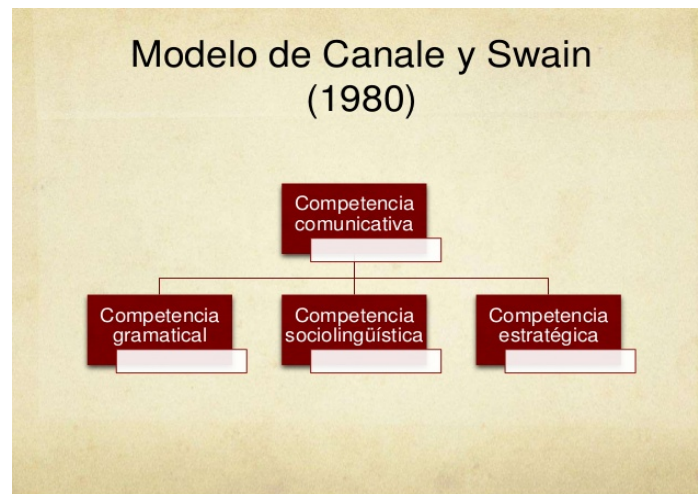 Modelo de Canale y Swain
(1980)
Competencia
comunicativa
Competencia
gramatical
Competencia
sociolingüística
Competencia
estratégica